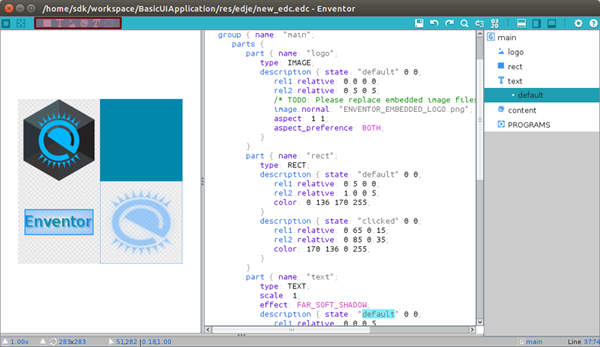 /home/sdk/workspace/BasicUIApplication/res/edje/new_edc.edc - Enventor
group { name "main";
parts {
part { name "logo";
type IMAGE;
description { state "default" 0 0;
rel1 relative 0 0 0 0;
rel2 relative 0 5 0 5;
/* TODO: Please replace embedded image files
image normal "ENVENTOR_EMBEDDED_LOGO.png";
aspect 1 1;
aspect_preference BOTH;
}
}
part { name "rect";
type RECT;
description { state "default" 0 0;
rel1 relative 0 5 0 0;
rel2 relative 1 0 0 5;
color 0 136 170 255;
}
description { state "clicked" 0 0;
rel1 relative 0 65 0 15;
rel2 relative 0 85 0 35;
color 170 136 0 255;
}
}
part { name "text";
type TEXT;
scale 1;
effect FAR_SOFT_SHADOW;
description { state "default" 0 0;
rel1 relative 0 0 0 5
main
logo
rect
text
default
content
PROGRAMS
Enventor
1.00x
283x283
51,282 |0.18,1.00
main
Line 37:74